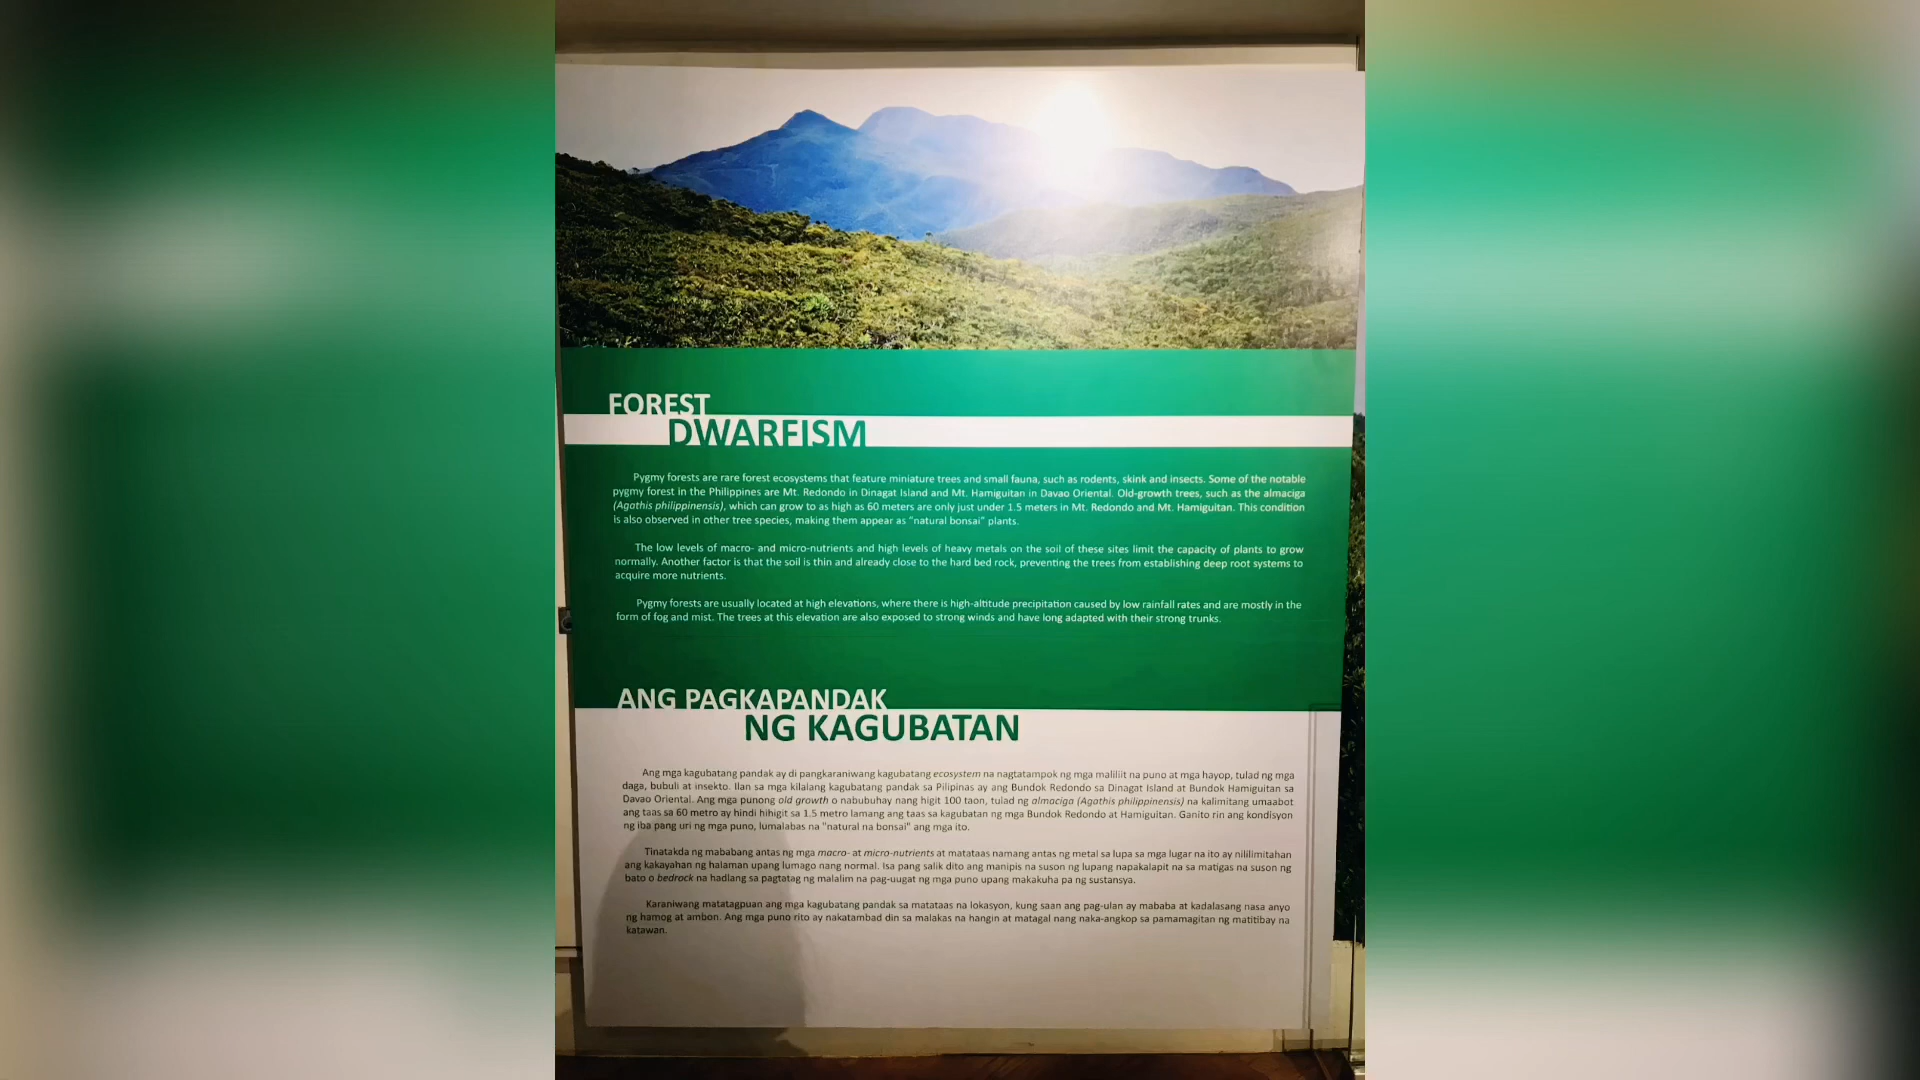 FOREST
DWARFISM
Pygmy forests are rare forest ecosystems that feature miniature trees and small fauna, such as rodents, skink and insects. Some of the notable
pygmy forest in the Philippines are Mt. Redondo in Dinagat Island and Mt. Hamiguitan in Davao Oriental. Old-growth trees, such as the almaciga
(Agathis philippinensis), which can grow to as high as 60 meters are only just under 1.5 meters in Mt. Redondo and Mt. Hamiguitan. This condition
is also observed in other tree species, making them appear as "natural bonsai" plants.
The low levels of macro- and micro-nutrients and high levels of heavy metals on the soil of these sites limit the capacity of plants to grow
normally. Another factor is that the soil is thin and already close to the hard bed rock, preventing the trees from establishing deep root systems to
acquire more nutrients.
Pygmy forests are usually located at high elevations, where there is high-altitude precipitation caused by low rainfall rates and are mostly in the
form of fog and mist. The trees at this elevation are also exposed to strong winds and have long adapted with their strong trunks.
ANG PAGKAPANDAK
NG KAGUBATAN
Ang mga kagubatang pandak ay di pangkaraniwang kagubatang ecosystem na nagtatampok ng mga maliliit na puno at mga hayop, tulad ng mga
daga, bubuli at insekto. Ilan sa mga kilalang kagubatang pandak sa Pilipinas ay ang Bundok Redondo sa Dinagat Island at Bundok Hamiguitan sa
Davao Oriental. Ang mga punong old growth o nabubuhay nang higit 100 taon, tulad ng almaciga (Agathis philippinensis) na kalimitang umaabot
ang taas sa 60 metro ay hindi hihigit sa 1.5 metro lamang ang taas sa kagubatan ng mga Bundok Redondo at Hamiguitan. Ganito rin ang kondisyon
ng iba pang uri ng mga puno, lumalabas na "natural na bonsai" ang mga ito.
Tinatakda ng mababang antas ng mga macro- at micro-nutrients at matataas namang antas ng metal sa lupa sa mga lugar na ito ay nililimitahan
ang kakayahan ng halaman upang lumago nang normal. Isa pang salik dito ang manipis na suson ng lupang napakalapit na sa matigas na suson ng
bato o bedrock na hadlang sa pagtatag ng malalim na pag-uugat ng mga puno upang makakuha pa ng sustansya.
Karaniwang matatagpuan ang mga kagubatang pandak sa matataas na lokasyon, kung saan ang pag-ulan ay mababa at kadalasang nasa anyo
ng hamog at ambon. Ang mga puno rito ay nakatambad din sa malakas na hangin at matagal nang naka-angkop sa pamamagitan ng matitibay na
katawan.